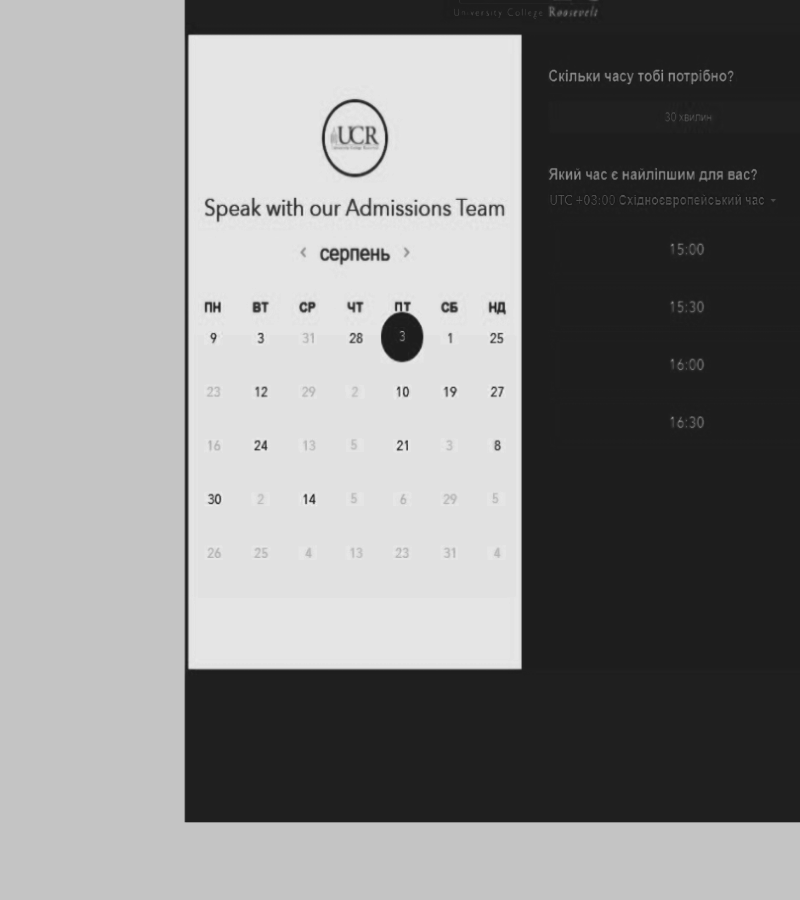 University College Roosevelt
UCR
Speak with our Admissions Team
‹ серпень ›
ПН ВТ СР ЧТ ПТ СБ НД
9 3 31 28 3 1 25
23 12 29 2 10 19 27
16 24 13 5 21 3 8
30 2 14 5 6 29 5
26 25 4 13 23 31 4
Скільки часу тобі потрібно?
30 хвилин
Який час є найліпшим для вас?
UTC +03:00 Східноєвропейський час
15:00
15:30
16:00
16:30